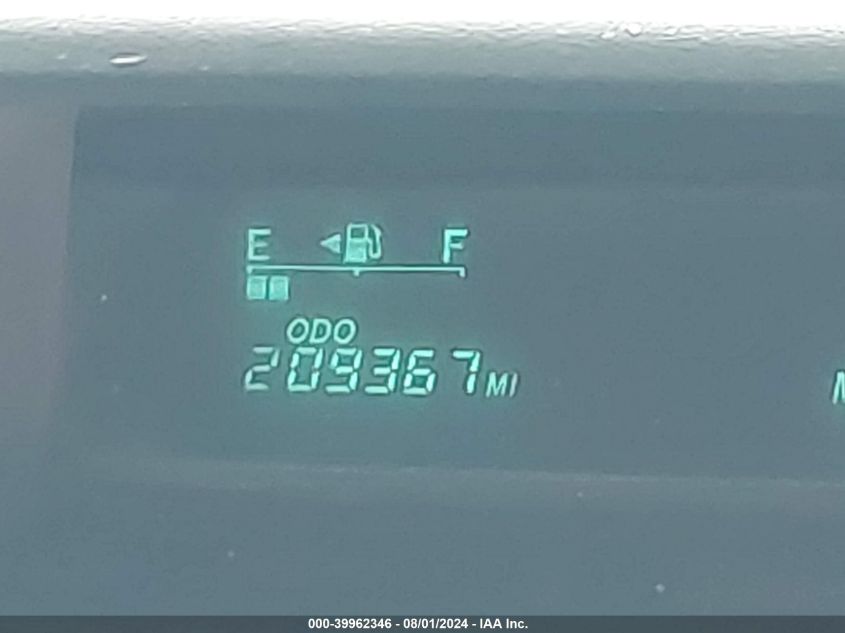 E F
ODO
209367 MI
000-39962346 - 08/01/2024 - IAA Inc.